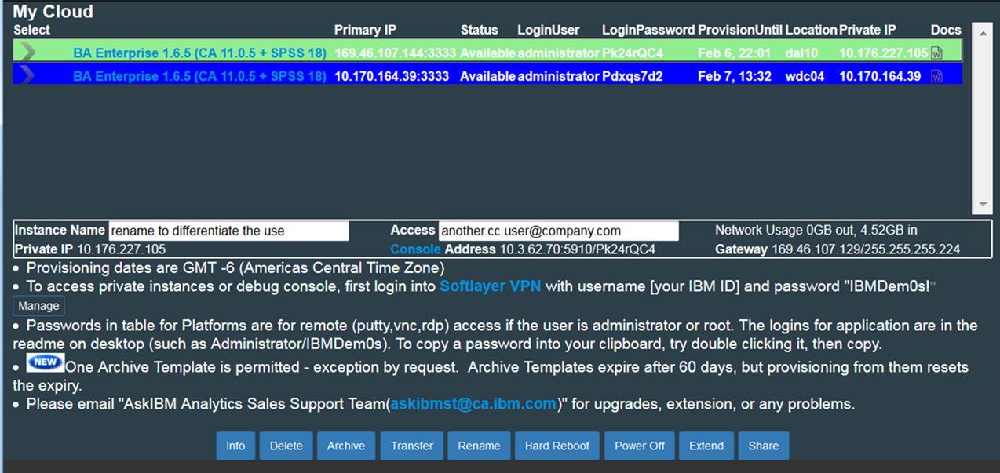 My Cloud
Select Primary IP Status LoginUser LoginPassword ProvisionUntil Location Private IP Docs
BA Enterprise 1.6.5 (CA 11.0.5 + SPSS 18) 169.46.107.144:3333 Available administrator Pk24rQC4 Feb 6, 22:01 dal10 10.176.227.105
BA Enterprise 1.6.5 (CA 11.0.5 + SPSS 18) 10.170.164.39:3333 Available administrator Pdxqs7d2 Feb 7, 13:32 wdc04 10.170.164.39
Instance Name rename to differentiate the use Access another.cc.user@company.com Network Usage 0GB out, 4.52GB in
Private IP 10.176.227.105 Console Address 10.3.62.70:5910/Pk24rQC4 Gateway 169.46.107.129/255.255.255.224
• Provisioning dates are GMT -6 (Americas Central Time Zone)
• To access private instances or debug console, first login into Softlayer VPN with username [your IBM ID] and password "IBMDem0s!"
Manage
• Passwords in table for Platforms are for remote (putty,vnc,rdp) access if the user is administrator or root. The logins for application are in the
readme on desktop (such as Administrator/IBMDem0s). To copy a password into your clipboard, try double clicking it, then copy.
• NEW One Archive Template is permitted - exception by request. Archive Templates expire after 60 days, but provisioning from them resets
the expiry.
• Please email "AskIBM Analytics Sales Support Team(askibmst@ca.ibm.com)" for upgrades, extension, or any problems.
Info Delete Archive Transfer Rename Hard Reboot Power Off Extend Share